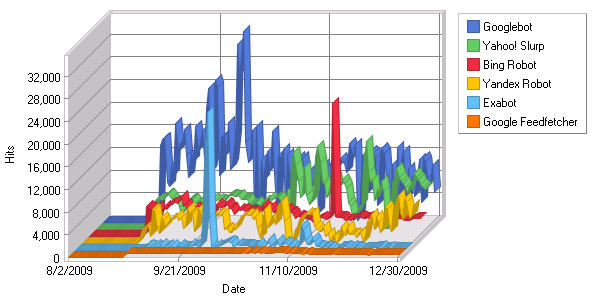 Googlebot
Yahoo! Slurp
Bing Robot
Yandex Robot
Exabot
Google Feedfetcher
Hits
32,000
28,000
24,000
20,000
16,000
12,000
8,000
4,000
0
8/2/2009
9/21/2009
11/10/2009
12/30/2009
Date